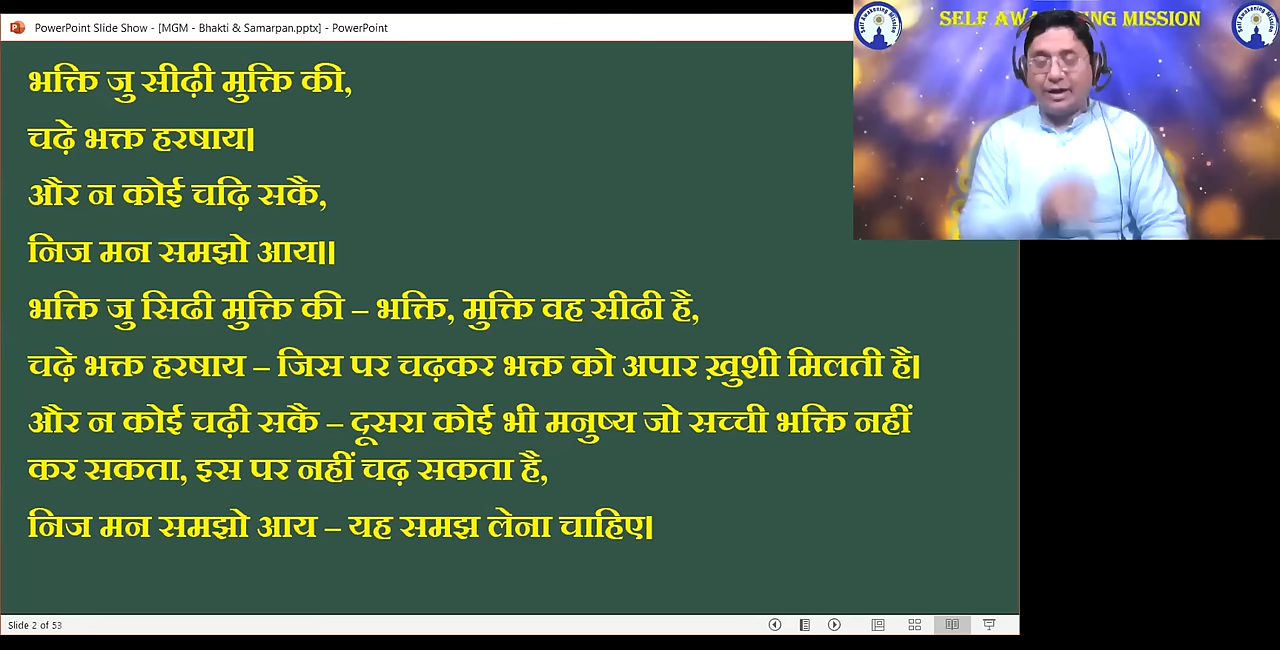 PowerPoint Slide Show - [MGM - Bhakti & Samarpan.pptx] - PowerPoint
SELF AWAKENING MISSION
भक्ति जु सीढ़ी मुक्ति की,
चढ़े भक्त हरषाय।
और न कोई चढ़ि सकै,
निज मन समझो आय॥
भक्ति जु सिढी मुक्ति की – भक्ति, मुक्ति वह सीढी है,
चढ़े भक्त हरषाय – जिस पर चढ़कर भक्त को अपार ख़ुशी मिलती है।
और न कोई चढ़ी सकै – दूसरा कोई भी मनुष्य जो सच्ची भक्ति नहीं
कर सकता, इस पर नहीं चढ़ सकता है,
निज मन समझो आय – यह समझ लेना चाहिए।
Slide 2 of 53